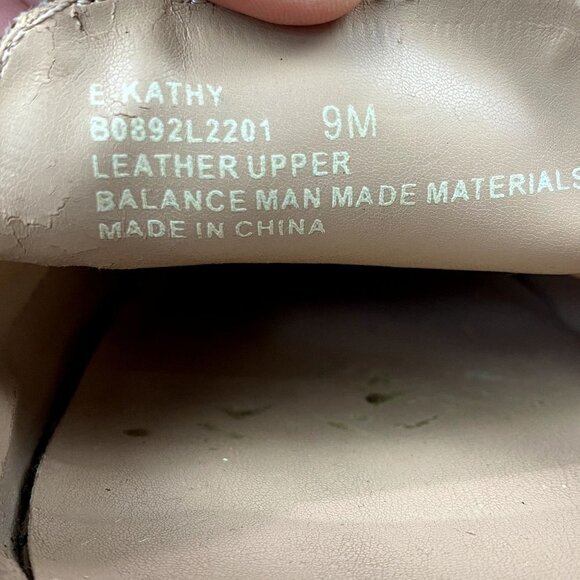 E KATHY
B0892L2201 9M
LEATHER UPPER
BALANCE MAN MADE MATERIALS
MADE IN CHINA